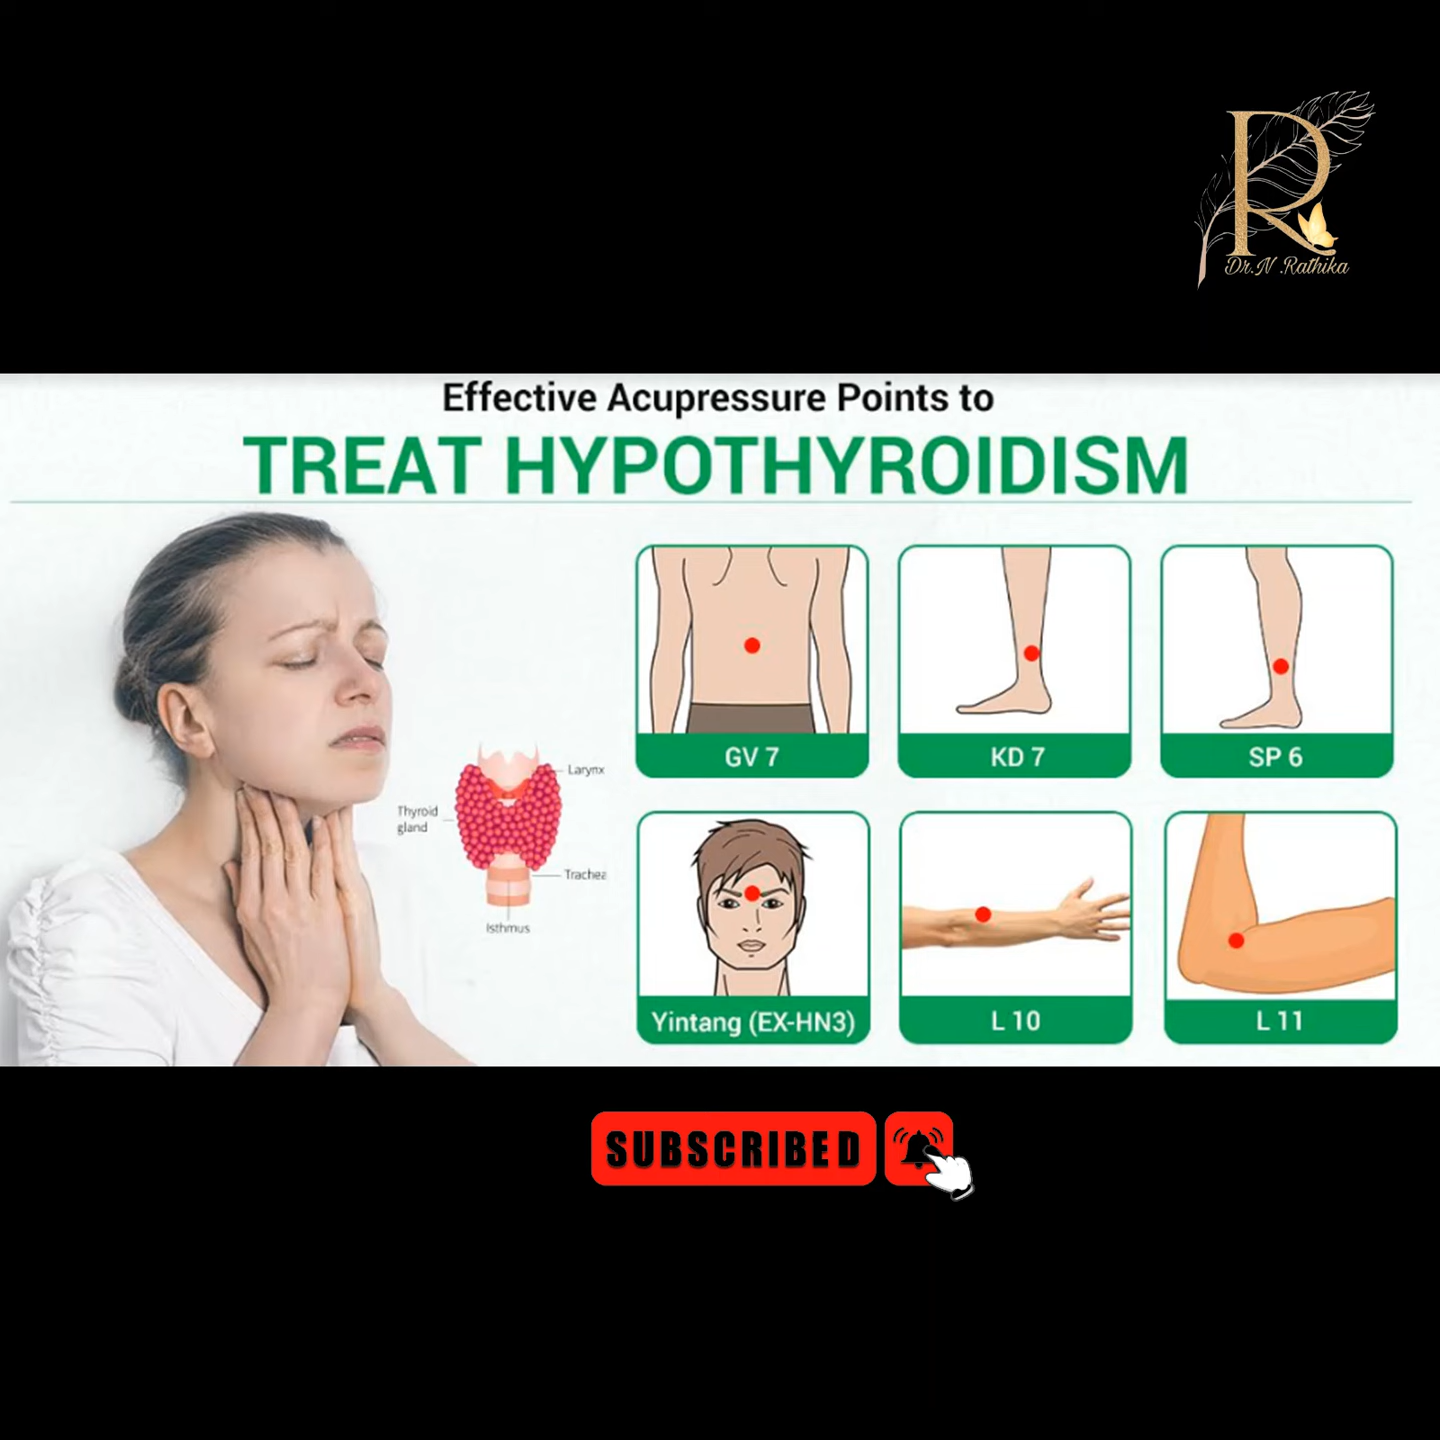 R
Dr.N .Rathika
Effective Acupressure Points to
TREAT HYPOTHYROIDISM
Larynx
Thyroid
gland
Trachea
Isthmus
GV 7
KD 7
SP 6
Yintang (EX-HN3)
L 10
L 11
SUBSCRIBED